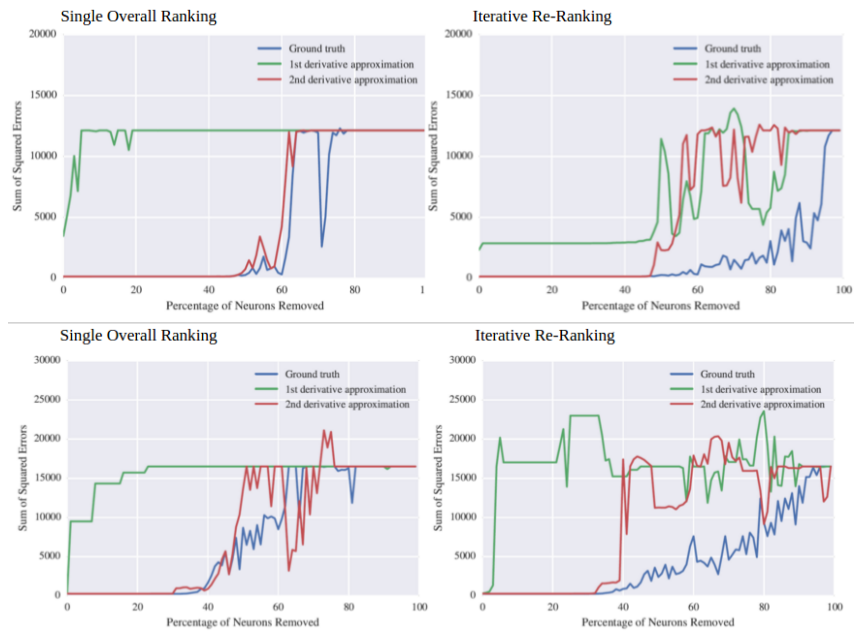 Single Overall Ranking
Iterative Re-Ranking
20000
15000
10000
5000
0
Sum of Squared Errors
Ground truth
1st derivative approximation
2nd derivative approximation
0 20 40 60 80 1
Percentage of Neurons Removed
20000
15000
10000
5000
0
Sum of Squared Errors
Ground truth
1st derivative approximation
2nd derivative approximation
0 20 40 60 80 100
Percentage of Neurons Removed
Single Overall Ranking
Iterative Re-Ranking
30000
25000
20000
15000
10000
5000
0
Sum of Squared Errors
Ground truth
1st derivative approximation
2nd derivative approximation
0 20 40 60 80 100
Percentage of Neurons Removed
30000
25000
20000
15000
10000
5000
0
Sum of Squared Errors
Ground truth
1st derivative approximation
2nd derivative approximation
0 20 40 60 80 100
Percentage of Neurons Removed